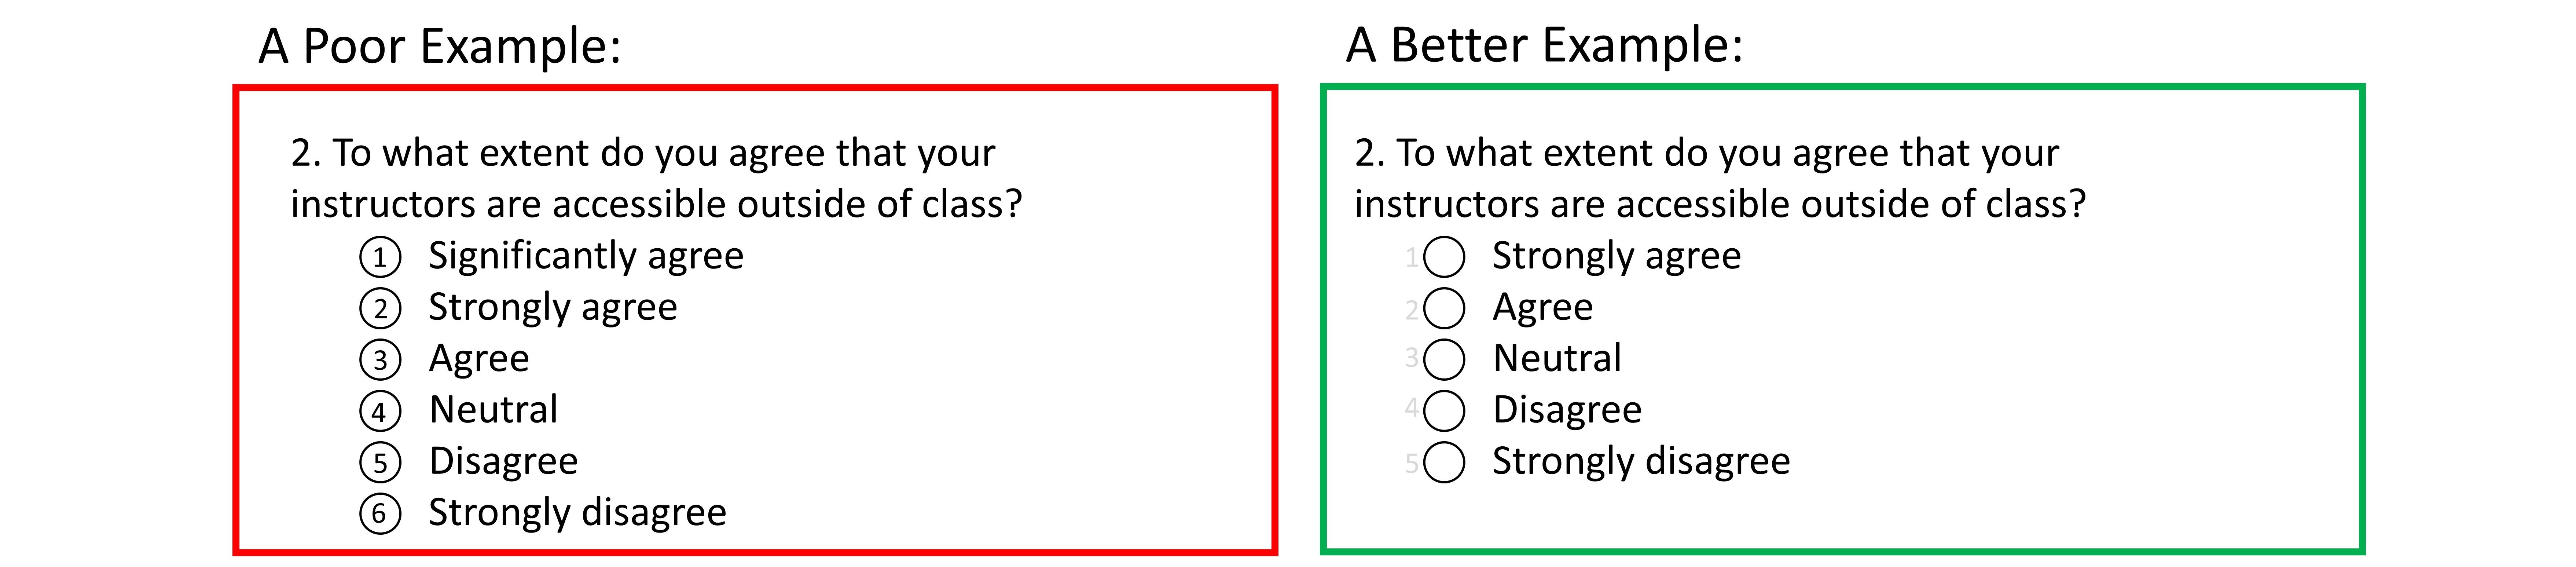 A Poor Example:
2. To what extent do you agree that your
instructors are accessible outside of class?
1 Significantly agree
2 Strongly agree
3 Agree
4 Neutral
5 Disagree
6 Strongly disagree
A Better Example:
2. To what extent do you agree that your
instructors are accessible outside of class?
1 Strongly agree
2 Agree
3 Neutral
4 Disagree
5 Strongly disagree